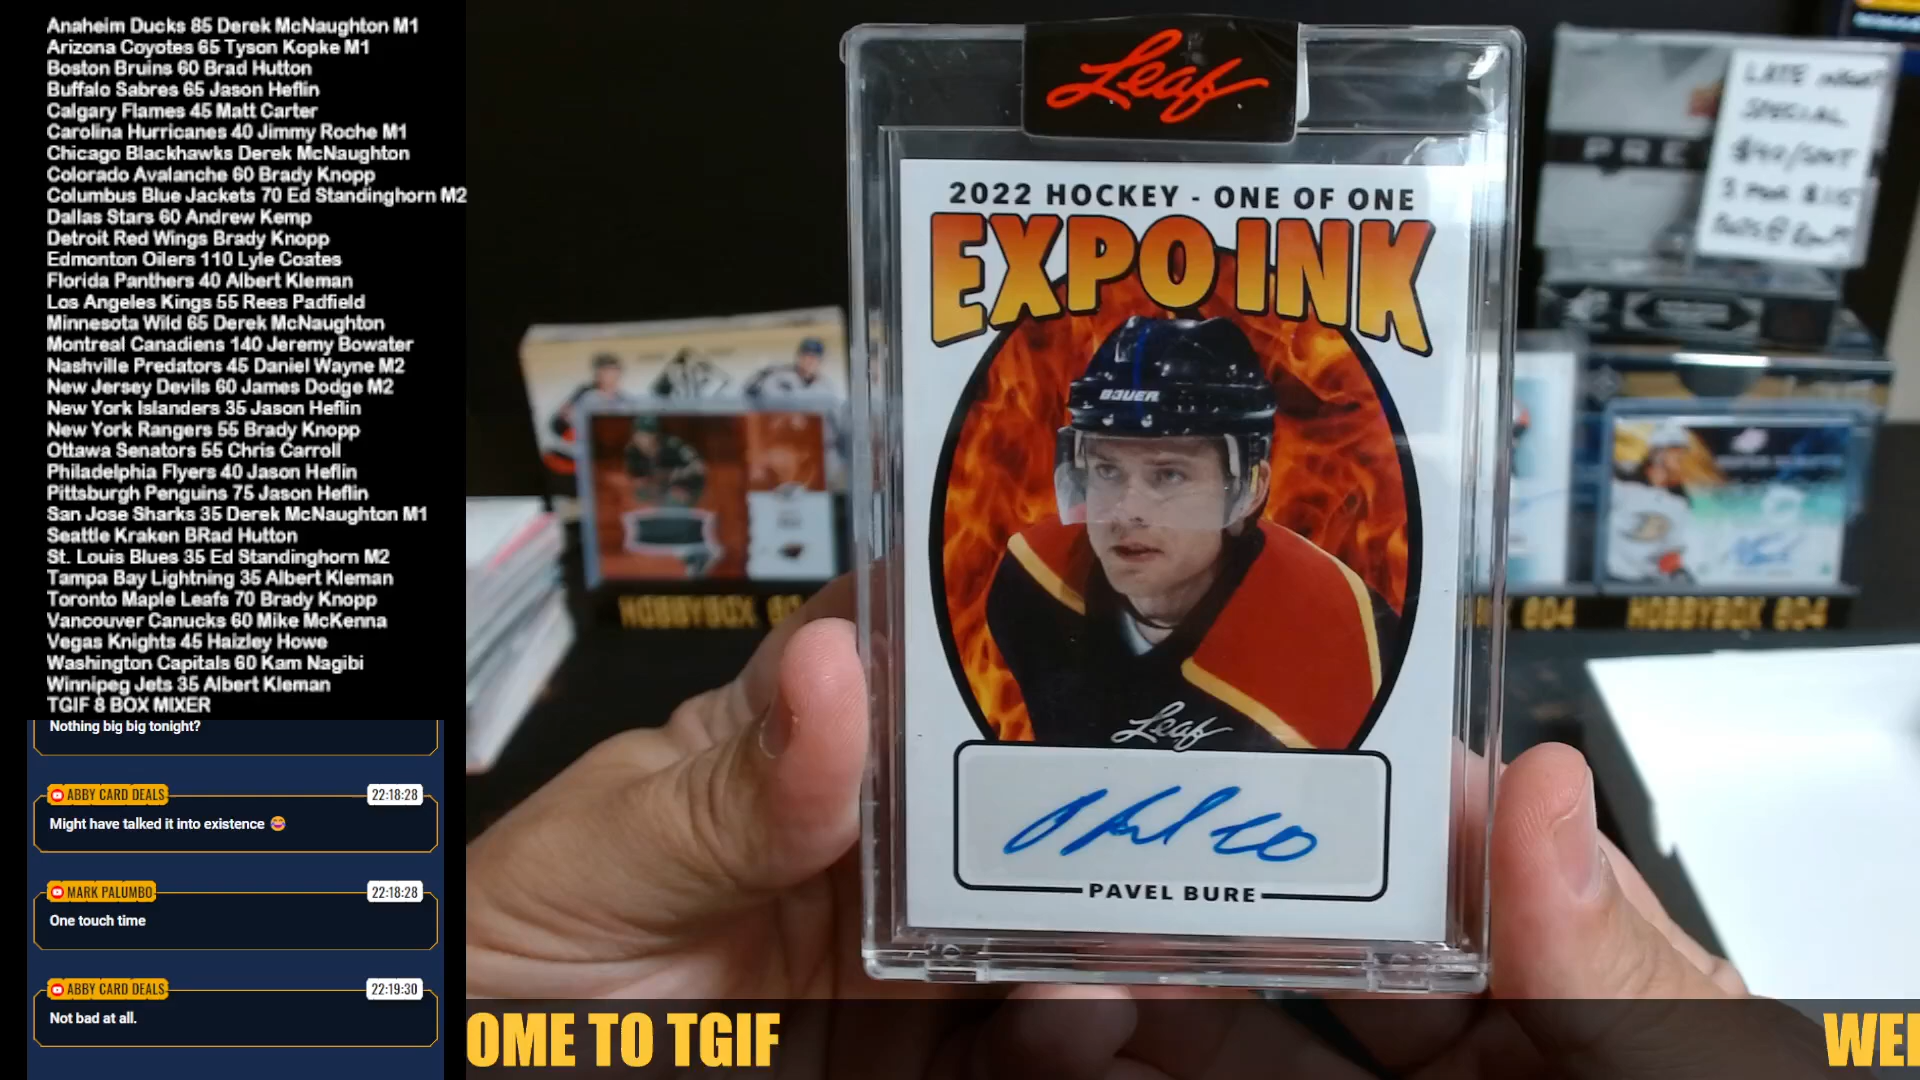 Anaheim Ducks 85 Derek McNaughton M1
Arizona Coyotes 65 Tyson Kopke M1
Boston Bruins 60 Brad Hutton
Buffalo Sabres 65 Jason Heflin
Calgary Flames 45 Matt Carter
Carolina Hurricanes 40 Jimmy Roche M1
Chicago Blackhawks Derek McNaughton
Colorado Avalanche 60 Brady Knopp
Columbus Blue Jackets 70 Ed Standinghorn M2
Dallas Stars 60 Andrew Kemp
Detroit Red Wings Brady Knopp
Edmonton Oilers 110 Lyle Coates
Florida Panthers 40 Albert Kleman
Los Angeles Kings 55 Rees Padfield
Minnesota Wild 65 Derek McNaughton
Montreal Canadiens 140 Jeremy Bowater
Nashville Predators 45 Daniel Wayne M2
New Jersey Devils 60 James Dodge M2
New York Islanders 35 Jason Heflin
New York Rangers 55 Brady Knopp
Ottawa Senators 55 Chris Carroll
Philadelphia Flyers 40 Jason Heflin
Pittsburgh Penguins 75 Jason Heflin
San Jose Sharks 35 Derek McNaughton M1
Seattle Kraken BRad Hutton
St. Louis Blues 35 Ed Standinghorn M2
Tampa Bay Lightning 35 Albert Kleman
Toronto Maple Leafs 70 Brady Knopp
Vancouver Canucks 60 Mike McKenna
Vegas Knights 45 Haizley Howe
Washington Capitals 60 Kam Nagibi
Winnipeg Jets 35 Albert Kleman
TGIF 8 BOX MIXER
Nothing big big tonight?
ABBY CARD DEALS 22:18:28
Might have talked it into existence 😂
MARK PALUMBO 22:18:28
One touch time
ABBY CARD DEALS 22:19:30
Not bad at all.
Leaf
2022 HOCKEY - ONE OF ONE
EXPO INK
BAUER
Leaf
PAVEL BURE
LATE NIGHT
SPECIAL
$40/SPOT
PRE
HOBBYBOX 604
HOBBYBOX 604
OME TO TGIF
WEL